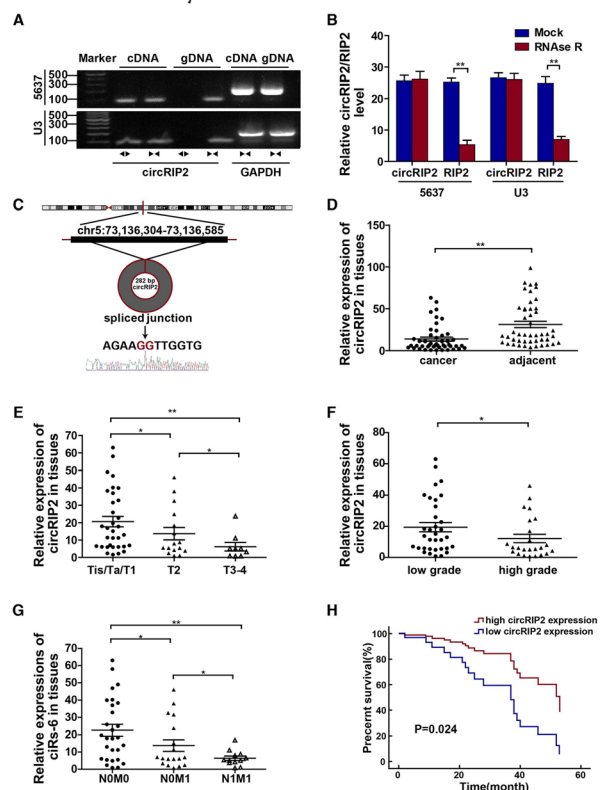 A
Marker cDNA gDNA cDNA gDNA
5637
500
300
100
U3
500
300
100
circRIP2 GAPDH
B
Mock
RNAse R
Relative circRIP2/RIP2
level
40
30
20
10
0
** **
circRIP2 RIP2 circRIP2 RIP2
5637 U3
C
chr5:73,136,304-73,136,585
282 bp
circRIP2
spliced junction
AGAAGGTTGGTG
D
Relative expression of
circRIP2 in tissues
150
100
50
0
**
cancer adjacent
E
Relative expression of
circRIP2 in tissues
70
60
50
40
30
20
10
0
**
* *
Tis/Ta/T1 T2 T3-4
F
Relative expression of
circRIP2 in tissues
80
60
40
20
0
*
low grade high grade
G
Relative expressions of
ciRs-6 in tissues
70
60
50
40
30
20
10
0
**
* *
N0M0 N0M1 N1M1
H
high circRIP2 expression
low circRIP2 expression
Precernt survival(%)
100
80
60
40
20
0
P=0.024
0 20 40 60
Time(month)